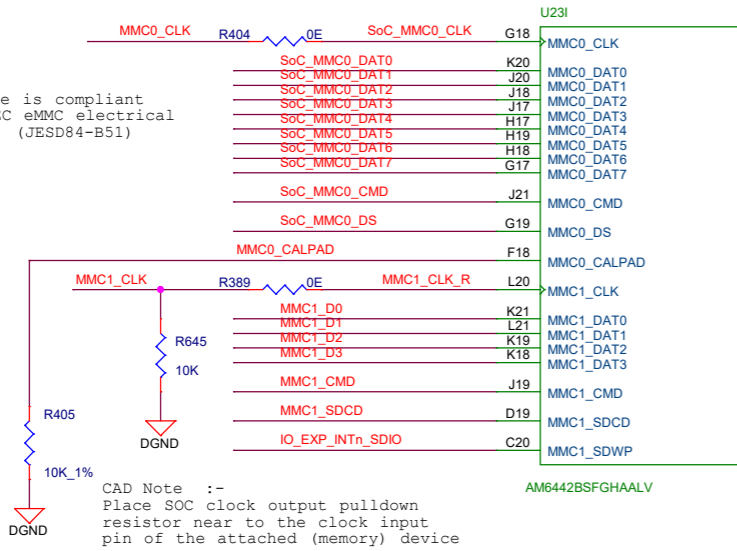 U23I
MMC0_CLK R404 0E SoC_MMC0_CLK G18 MMC0_CLK
SoC_MMC0_DAT0 K20 MMC0_DAT0
SoC_MMC0_DAT1 J20 MMC0_DAT1
SoC_MMC0_DAT2 J18 MMC0_DAT2
SoC_MMC0_DAT3 J17 MMC0_DAT3
SoC_MMC0_DAT4 H17 MMC0_DAT4
SoC_MMC0_DAT5 H19 MMC0_DAT5
SoC_MMC0_DAT6 H18 MMC0_DAT6
SoC_MMC0_DAT7 G17 MMC0_DAT7
e is compliant
EC eMMC electrical
(JESD84-B51)
SoC_MMC0_CMD J21 MMC0_CMD
SoC_MMC0_DS G19 MMC0_DS
MMC0_CALPAD F18 MMC0_CALPAD
MMC1_CLK R389 0E MMC1_CLK_R L20 MMC1_CLK
MMC1_D0 K21 MMC1_DAT0
MMC1_D1 L21 MMC1_DAT1
MMC1_D2 K19 MMC1_DAT2
MMC1_D3 K18 MMC1_DAT3
R645
10K
MMC1_CMD J19 MMC1_CMD
MMC1_SDCD D19 MMC1_SDCD
IO_EXP_INTn_SDIO C20 MMC1_SDWP
R405
10K_1%
DGND
DGND
AM6442BSFGHAALV
CAD Note :-
Place SOC clock output pulldown
resistor near to the clock input
pin of the attached (memory) device